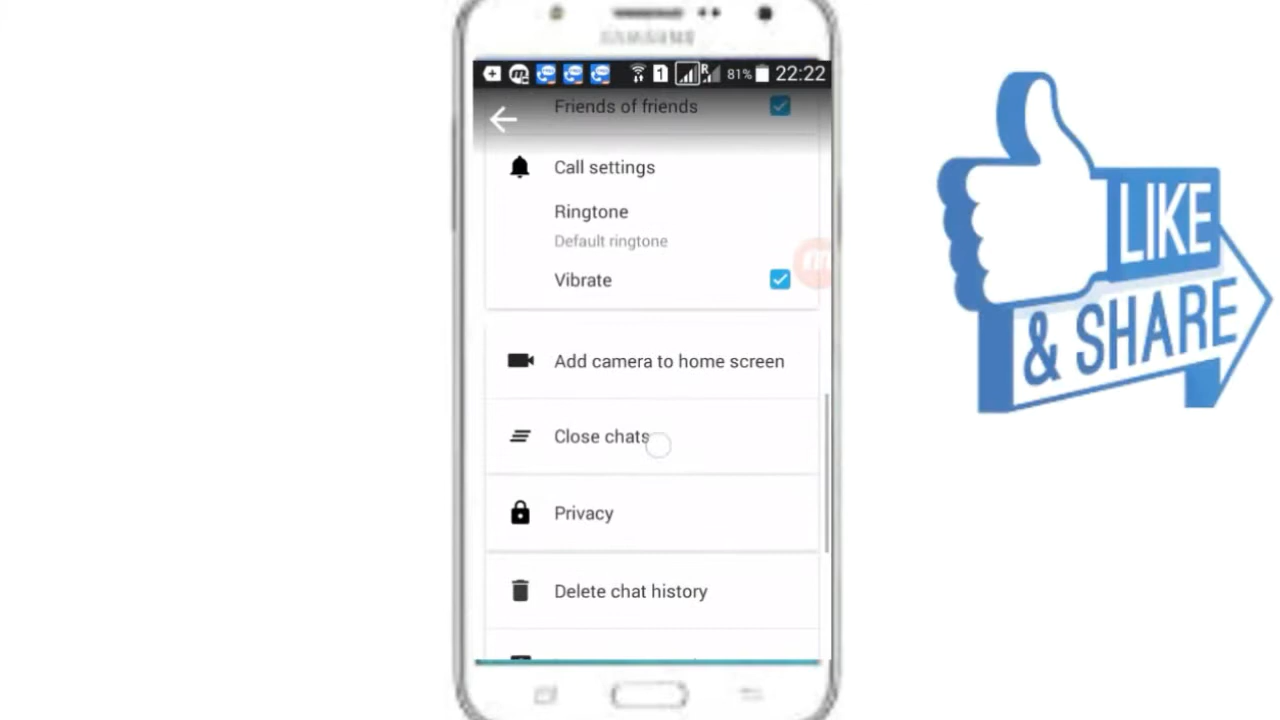 SAMSUNG
1 R 81% 22:22
Friends of friends
Call settings
Ringtone
Default ringtone
Vibrate
Add camera to home screen
Close chats
Privacy
Delete chat history
LIKE
& SHARE